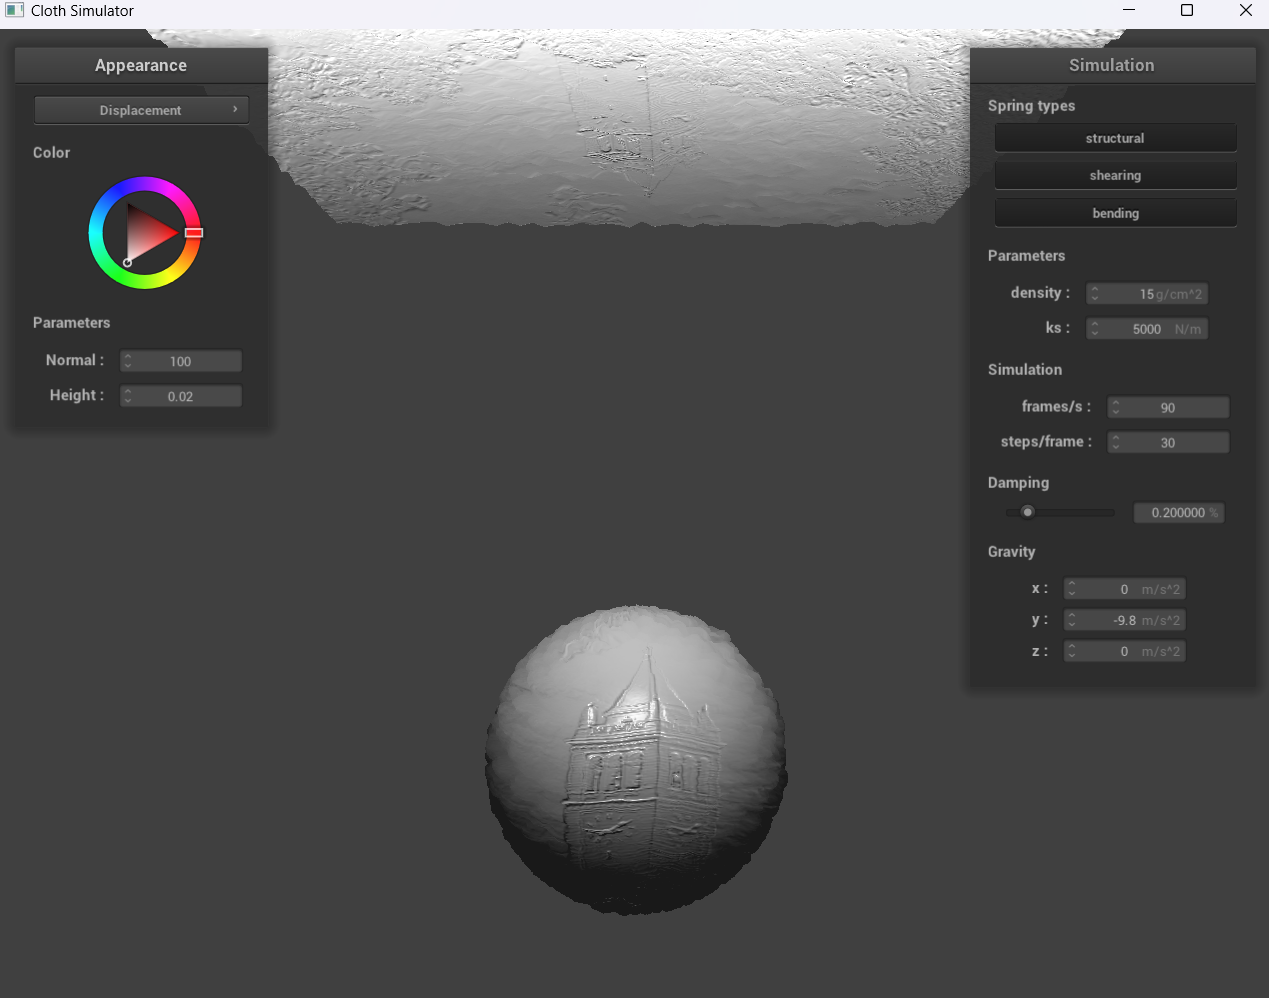 Cloth Simulator
Appearance
Displacement
Color
Parameters
Normal : 100
Height : 0.02
Simulation
Spring types
structural
shearing
bending
Parameters
density : 15 g/cm^2
ks : 5000 N/m
Simulation
frames/s : 90
steps/frame : 30
Damping
0.200000 %
Gravity
x : 0 m/s^2
y : -9.8 m/s^2
z : 0 m/s^2